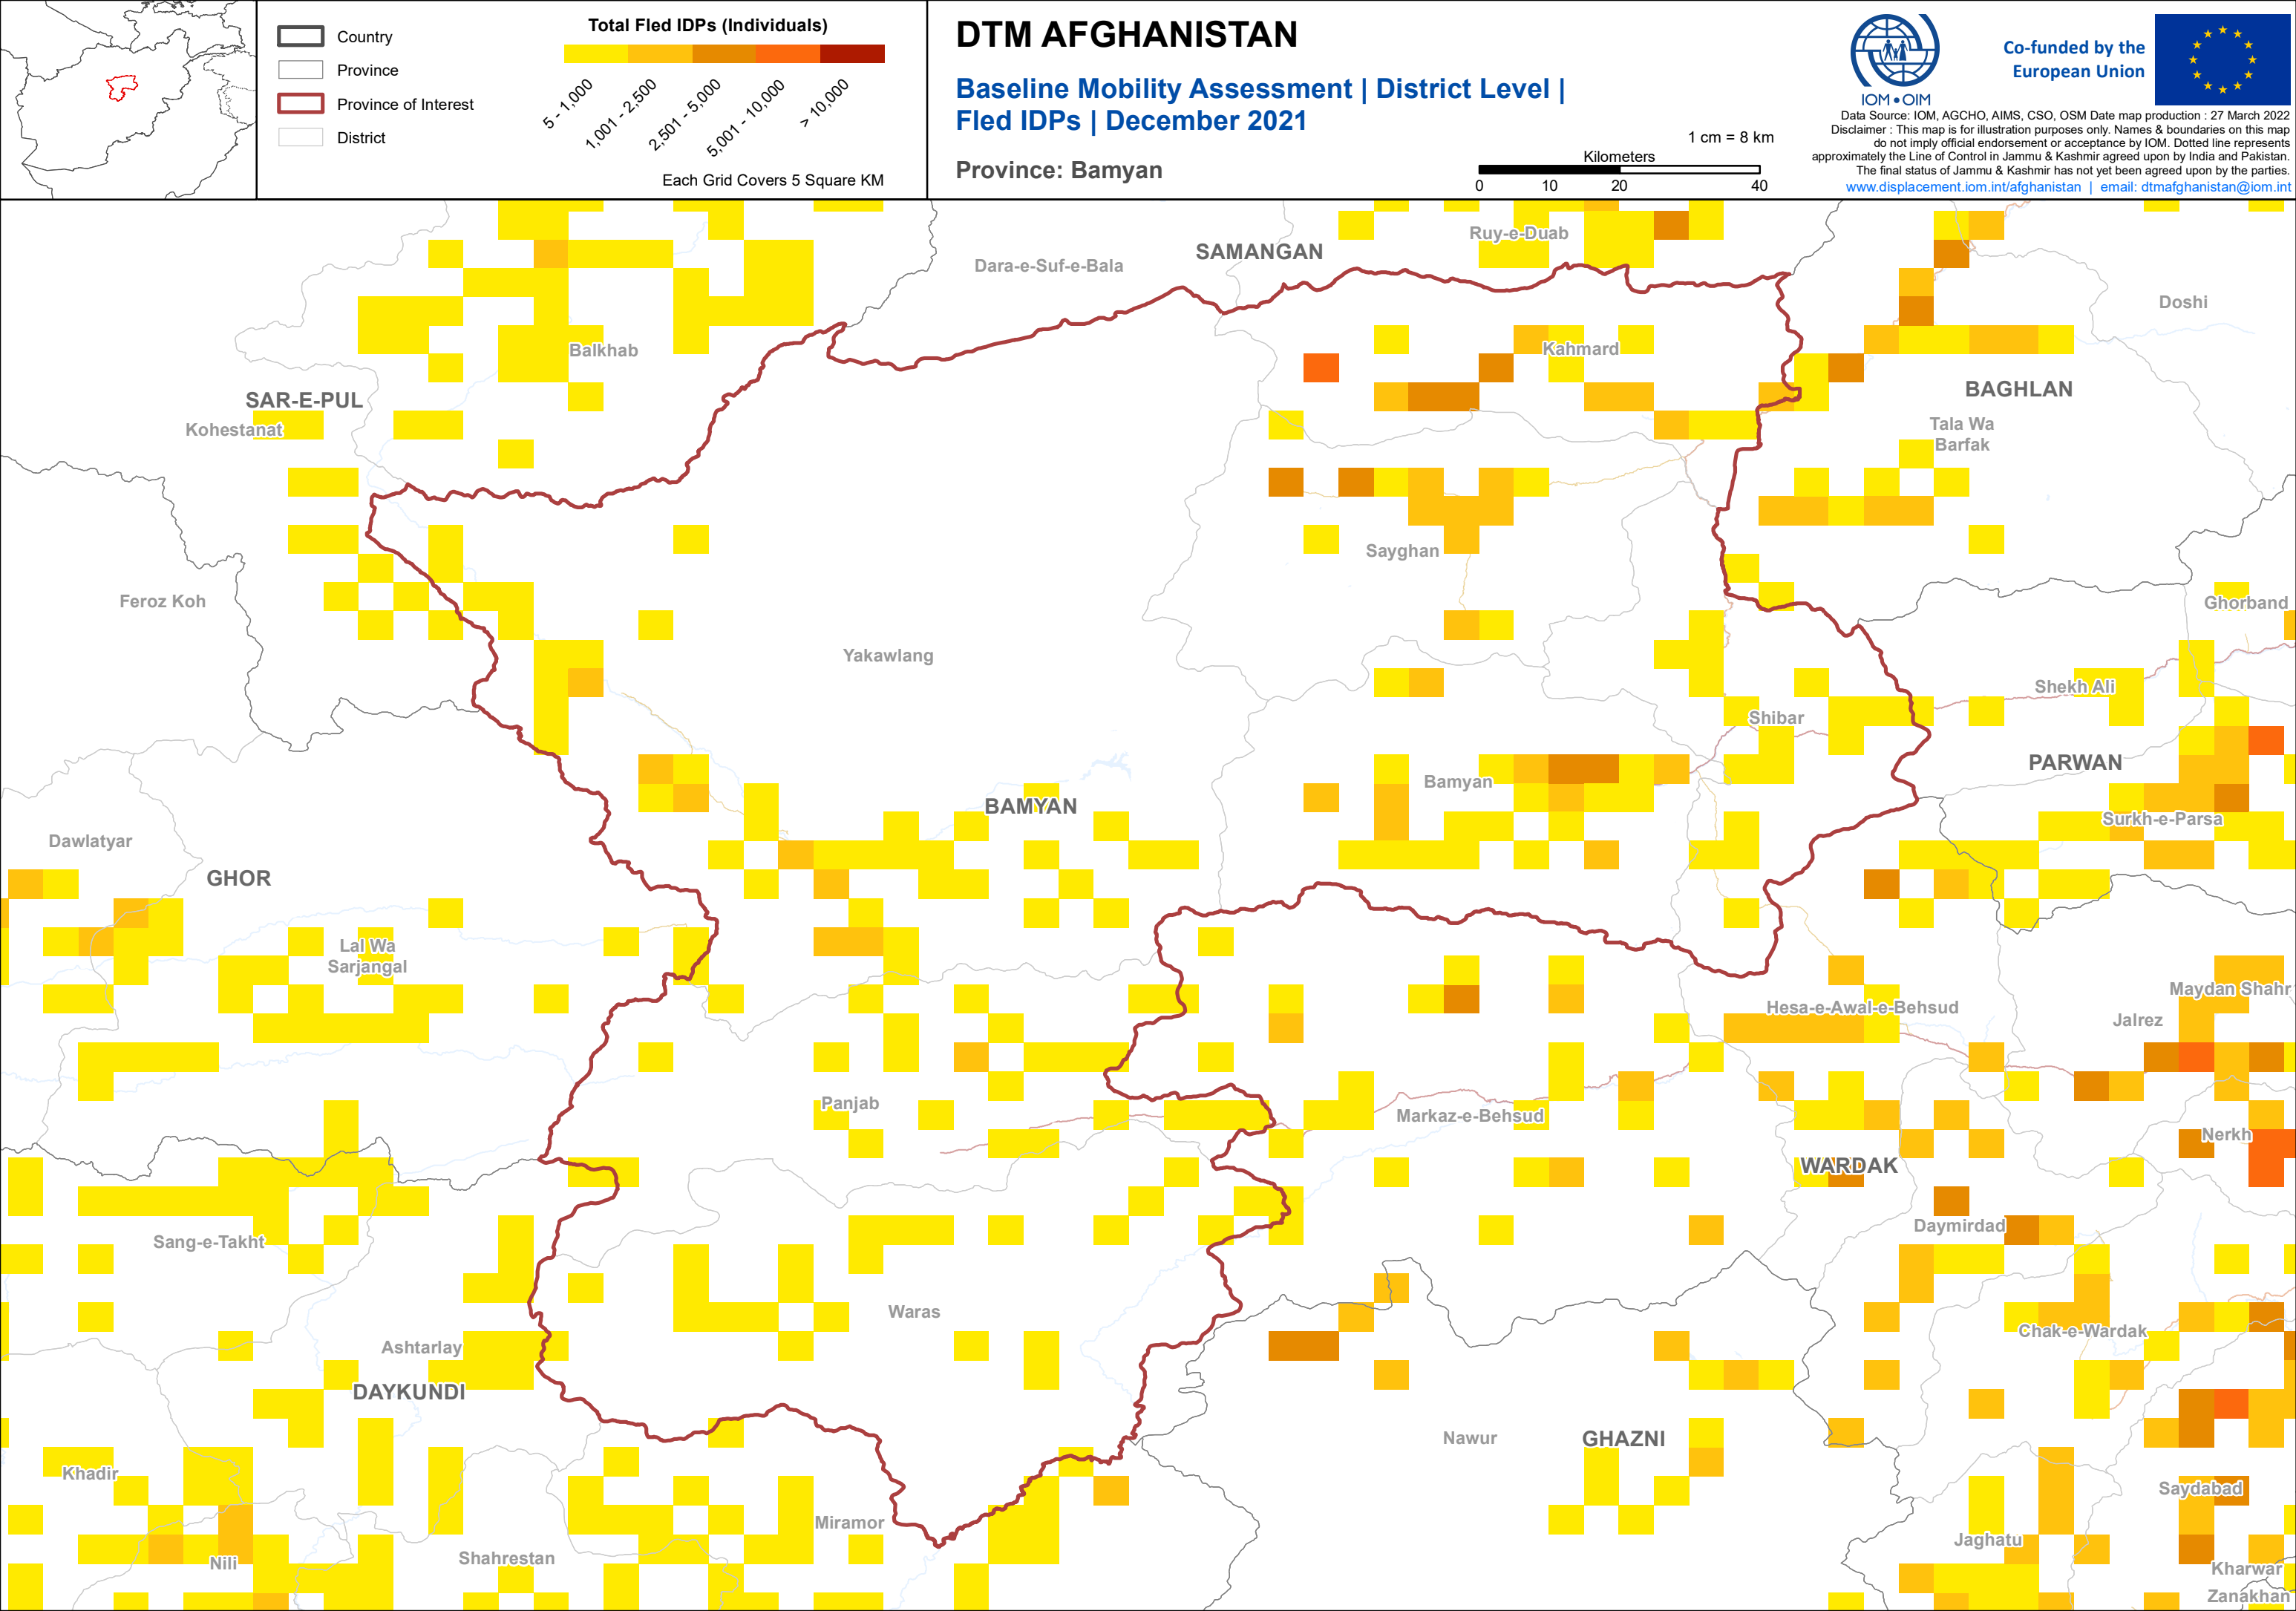 Country
Province
Province of Interest
District
Total Fled IDPs (Individuals)
5 - 1,000
1,001 - 2,500
2,501 - 5,000
5,001 - 10,000
> 10,000
Each Grid Covers 5 Square KM
DTM AFGHANISTAN
Baseline Mobility Assessment | District Level |
Fled IDPs | December 2021
Province: Bamyan
1 cm = 8 km
Kilometers
0 10 20 40
IOM • OIM
Co-funded by the
European Union
Data Source: IOM, AGCHO, AIMS, CSO, OSM Date map production : 27 March 2022
Disclaimer : This map is for illustration purposes only. Names & boundaries on this map
do not imply official endorsement or acceptance by IOM. Dotted line represents
approximately the Line of Control in Jammu & Kashmir agreed upon by India and Pakistan.
The final status of Jammu & Kashmir has not yet been agreed upon by the parties.
www.displacement.iom.int/afghanistan | email: dtmafghanistan@iom.int
Ruy-e-Duab
SAMANGAN
Dara-e-Suf-e-Bala
Doshi
Balkhab
Kahmard
BAGHLAN
SAR-E-PUL
Kohestanat
Tala Wa
Barfak
Sayghan
Feroz Koh
Ghorband
Yakawlang
Shekh Ali
Shibar
PARWAN
Bamyan
BAMYAN
Surkh-e-Parsa
Dawlatyar
GHOR
Lal Wa
Sarjangal
Maydan Shahr
Hesa-e-Awal-e-Behsud
Jalrez
Panjab
Markaz-e-Behsud
Nerkh
WARDAK
Daymirdad
Sang-e-Takht
Waras
Chak-e-Wardak
Ashtarlay
DAYKUNDI
Nawur
GHAZNI
Khadir
Saydabad
Miramor
Jaghatu
Shahrestan
Nili
Kharwar
Zanakhan